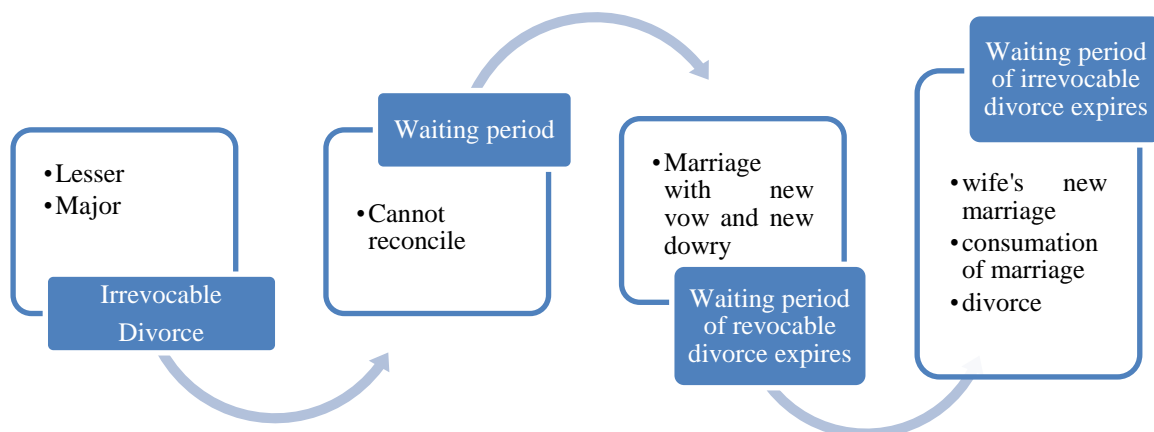 •Lesser
•Major
Irrevocable
Divorce
Waiting period
•Cannot
reconcile
•Marriage
with new
vow and new
dowry
Waiting period
of revocable
divorce expires
Waiting period
of irrevocable
divorce expires
•wife's new
marriage
•consumation
of marriage
•divorce